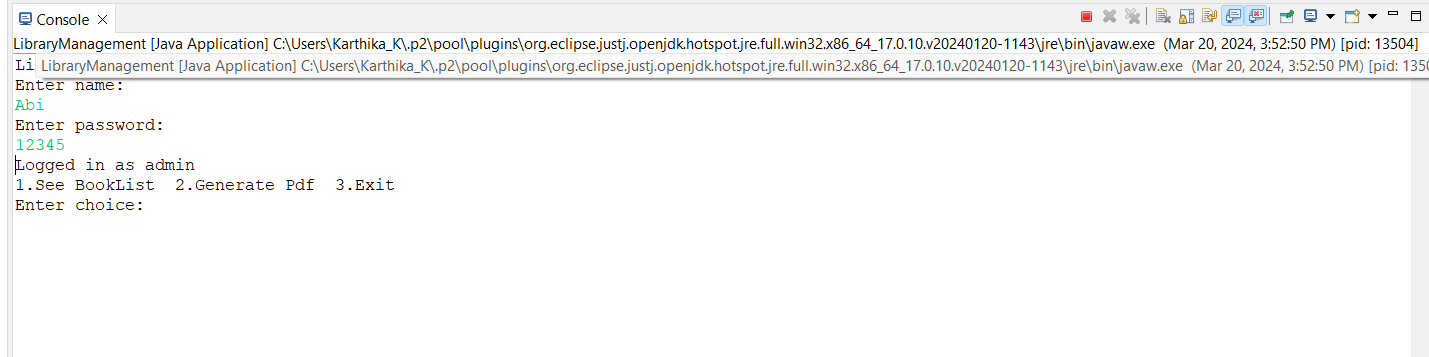 Console
LibraryManagement [Java Application] C:\Users\Karthika_K\.p2\pool\plugins\org.eclipse.justj.openjdk.hotspot.jre.full.win32.x86_64_17.0.10.v20240120-1143\jre\bin\javaw.exe (Mar 20, 2024, 3:52:50 PM) [pid: 13504]
Li
LibraryManagement [Java Application] C:\Users\Karthika_K\.p2\pool\plugins\org.eclipse.justj.openjdk.hotspot.jre.full.win32.x86_64_17.0.10.v20240120-1143\jre\bin\javaw.exe (Mar 20, 2024, 3:52:50 PM) [pid: 1350
Enter name:
Abi
Enter password:
12345
Logged in as admin
1.See BookList  2.Generate Pdf  3.Exit
Enter choice: